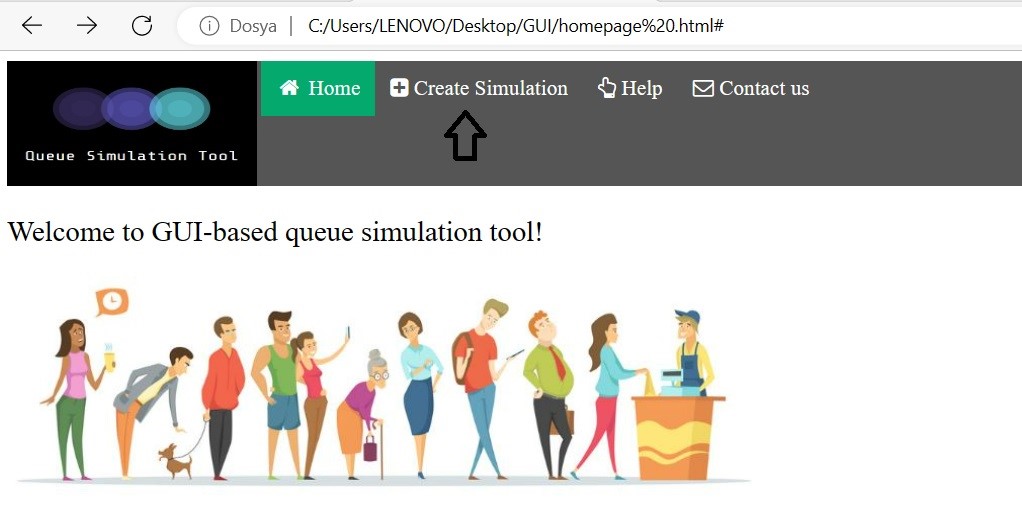 Dosya | C:/Users/LENOVO/Desktop/GUI/homepage%20.html#
Home Create Simulation Help Contact us
Queue Simulation Tool
Welcome to GUI-based queue simulation tool!